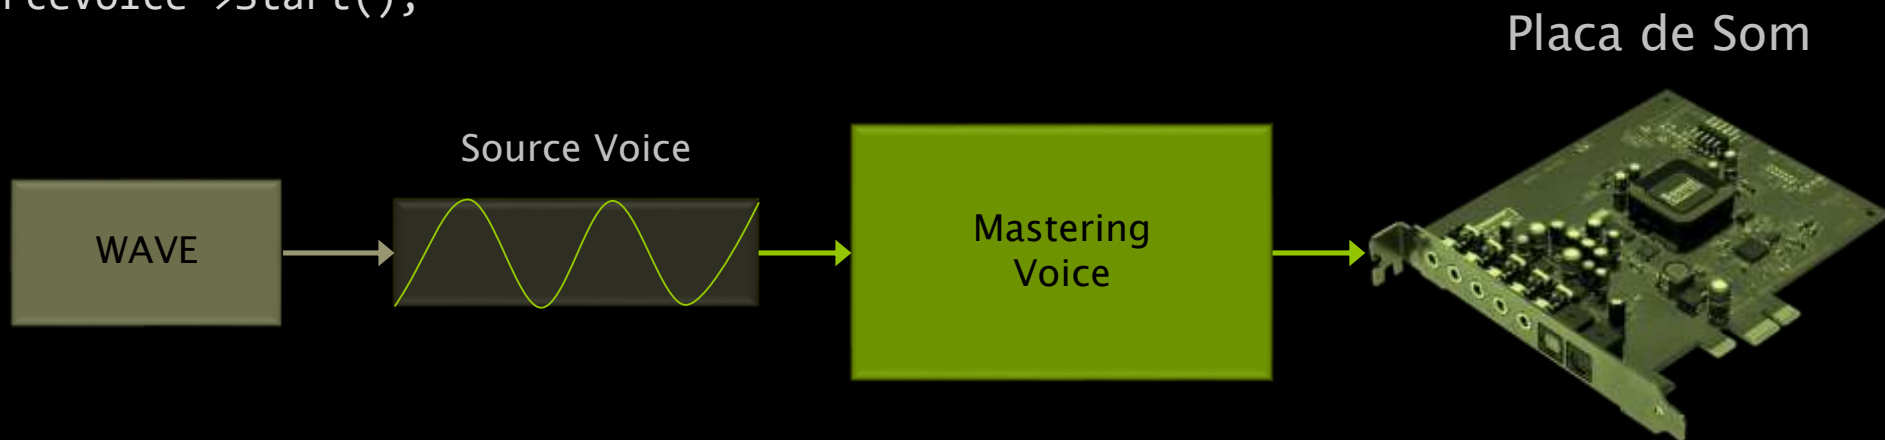 Placa de Som
Source Voice
WAVE
Mastering
Voice